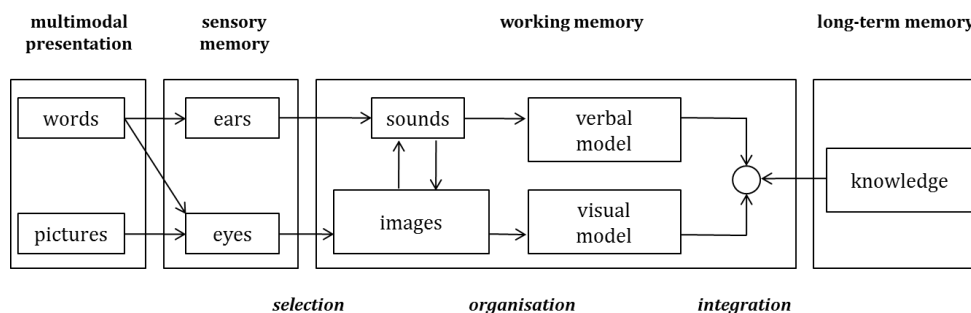 multimodal
presentation
sensory
memory
working memory
long-term memory
words
ears
sounds
verbal
model
knowledge
pictures
eyes
images
visual
model
selection
organisation
integration